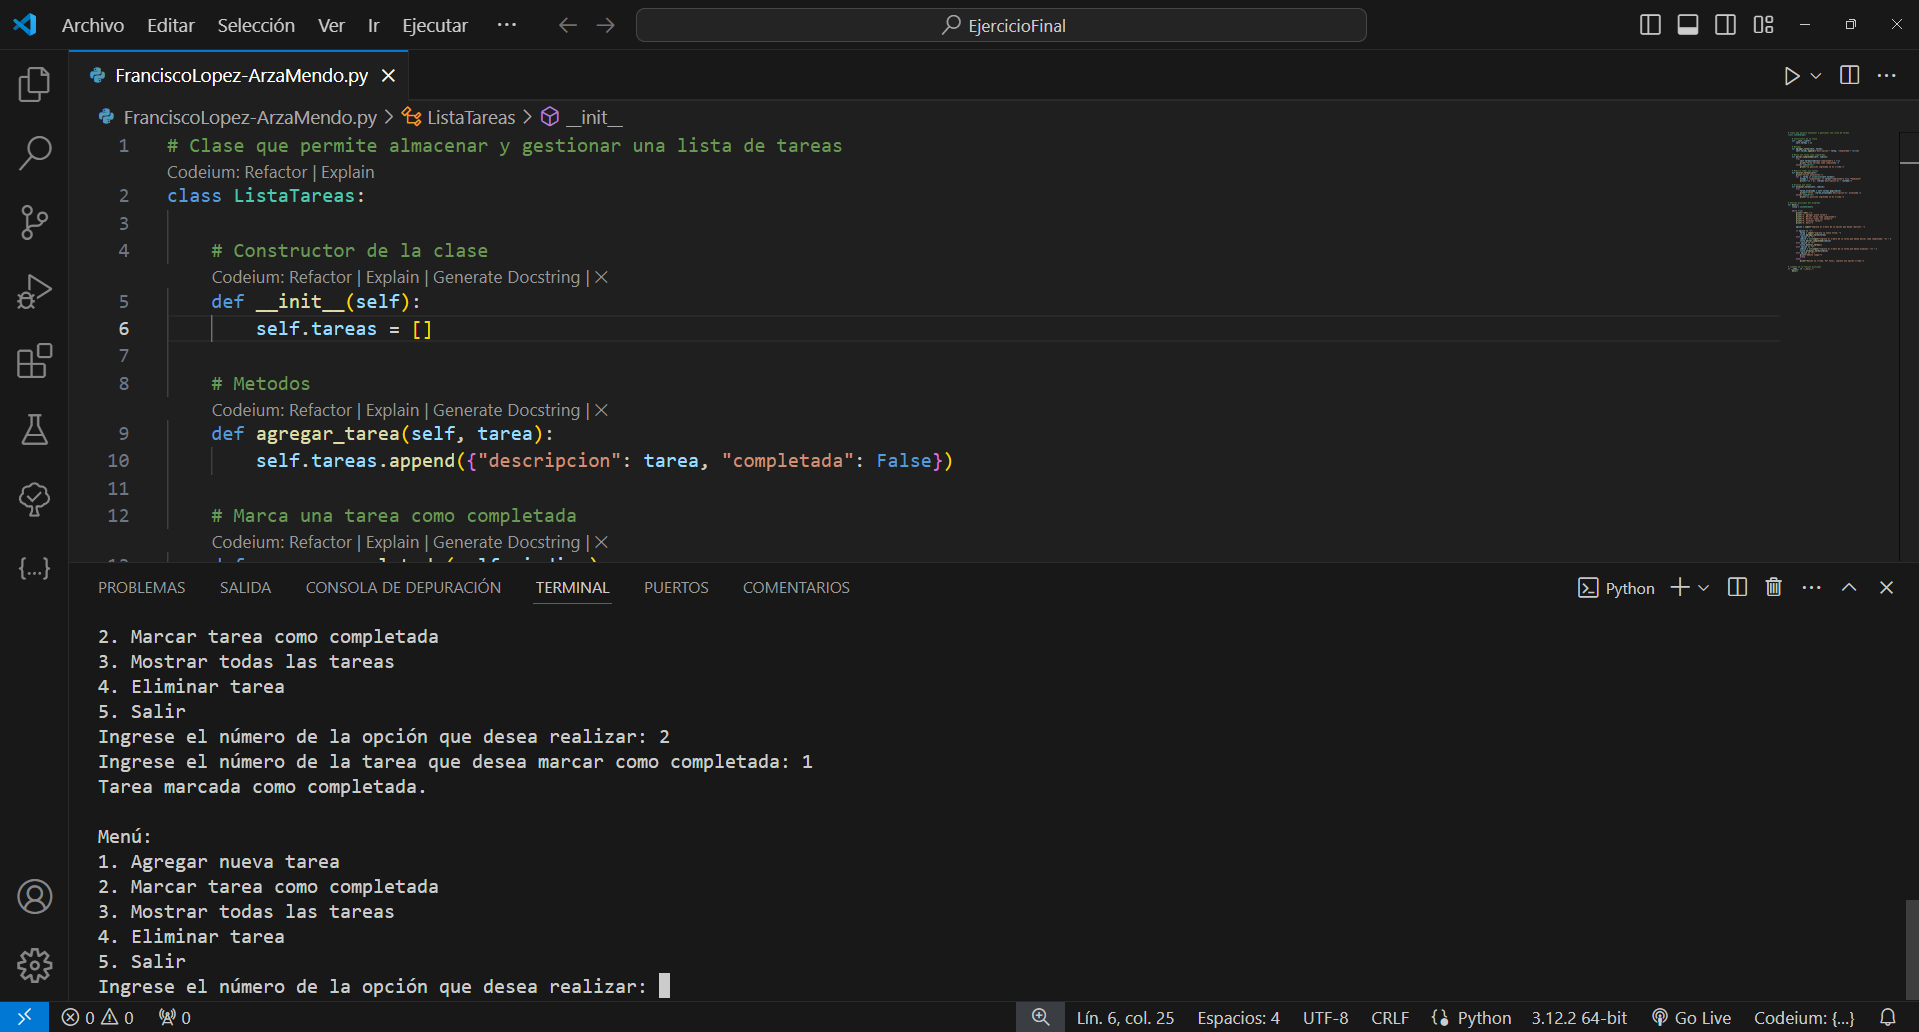 Archivo Editar Selección Ver Ir Ejecutar ··· EjercicioFinal
FranciscoLopez-ArzaMendo.py
FranciscoLopez-ArzaMendo.py > ListaTareas > __init__
1 # Clase que permite almacenar y gestionar una lista de tareas
Codeium: Refactor | Explain
2 class ListaTareas:
3
4 # Constructor de la clase
Codeium: Refactor | Explain | Generate Docstring | X
5 def __init__(self):
6 self.tareas = []
7
8 # Metodos
Codeium: Refactor | Explain | Generate Docstring | X
9 def agregar_tarea(self, tarea):
10 self.tareas.append({"descripcion": tarea, "completada": False})
11
12 # Marca una tarea como completada
Codeium: Refactor | Explain | Generate Docstring | X
PROBLEMAS SALIDA CONSOLA DE DEPURACIÓN TERMINAL PUERTOS COMENTARIOS Python
2. Marcar tarea como completada
3. Mostrar todas las tareas
4. Eliminar tarea
5. Salir
Ingrese el número de la opción que desea realizar: 2
Ingrese el número de la tarea que desea marcar como completada: 1
Tarea marcada como completada.
Menú:
1. Agregar nueva tarea
2. Marcar tarea como completada
3. Mostrar todas las tareas
4. Eliminar tarea
5. Salir
Ingrese el número de la opción que desea realizar:
0 0 0 Lín. 6, col. 25 Espacios: 4 UTF-8 CRLF Python 3.12.2 64-bit Go Live Codeium: {...}